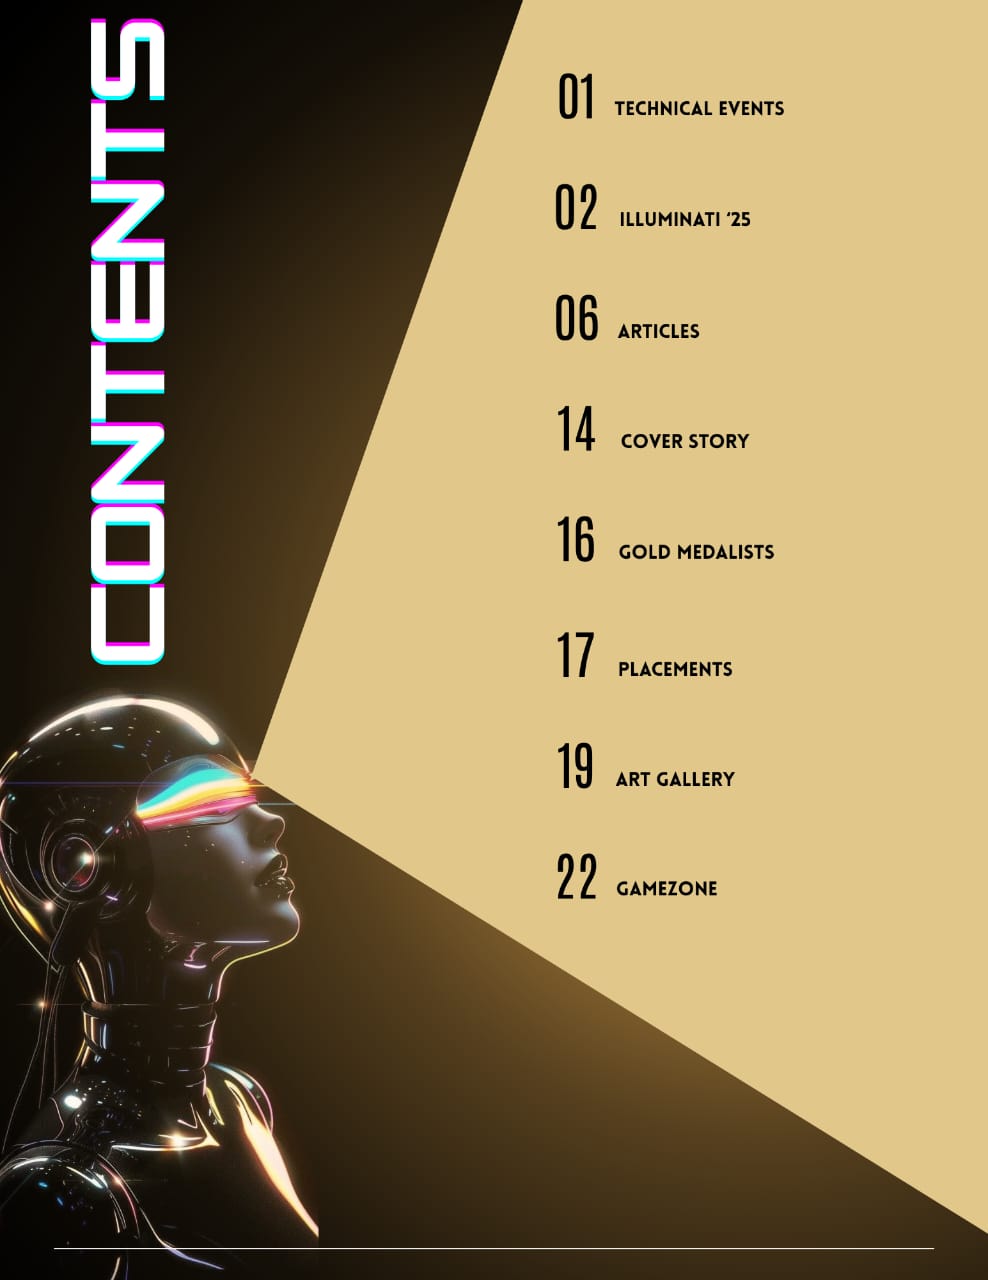 CONTENTS
01 TECHNICAL EVENTS
02 ILLUMINATI ‘25
06 ARTICLES
14 COVER STORY
16 GOLD MEDALISTS
17 PLACEMENTS
19 ART GALLERY
22 GAMEZONE